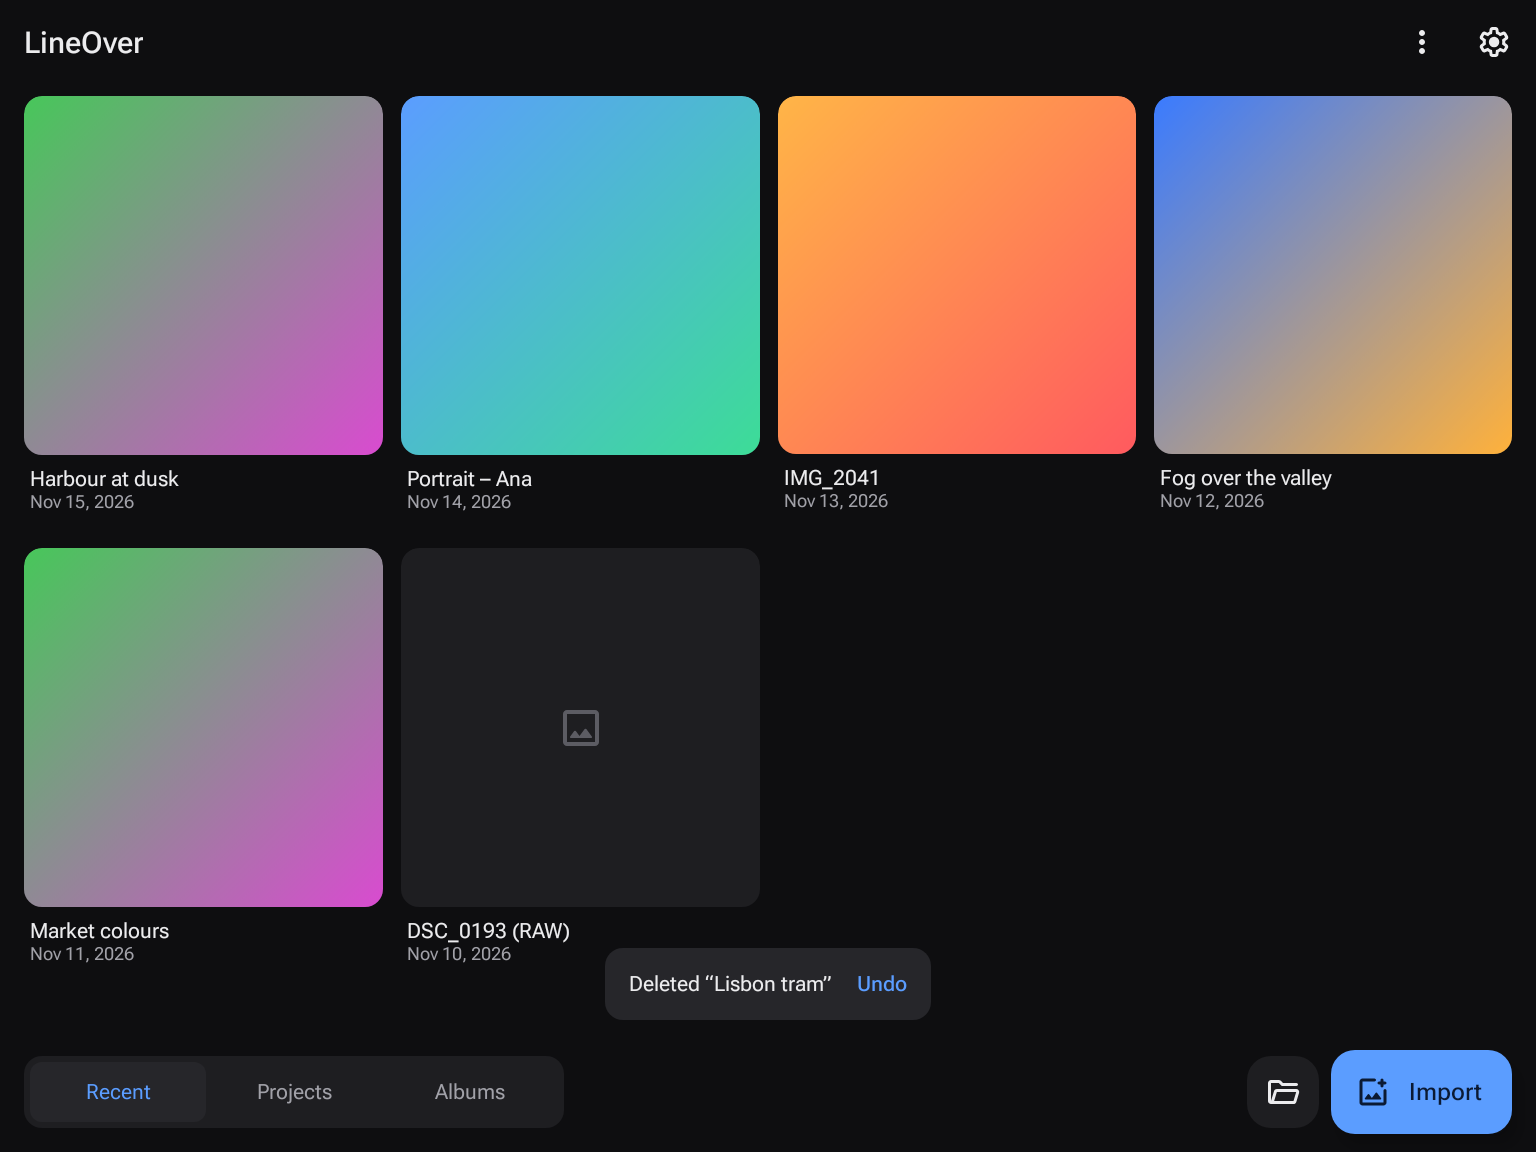 LineOver
Harbour at dusk
Nov 15, 2026
Portrait – Ana
Nov 14, 2026
IMG_2041
Nov 13, 2026
Fog over the valley
Nov 12, 2026
Market colours
Nov 11, 2026
DSC_0193 (RAW)
Nov 10, 2026
Deleted “Lisbon tram” Undo
Recent Projects Albums
Import